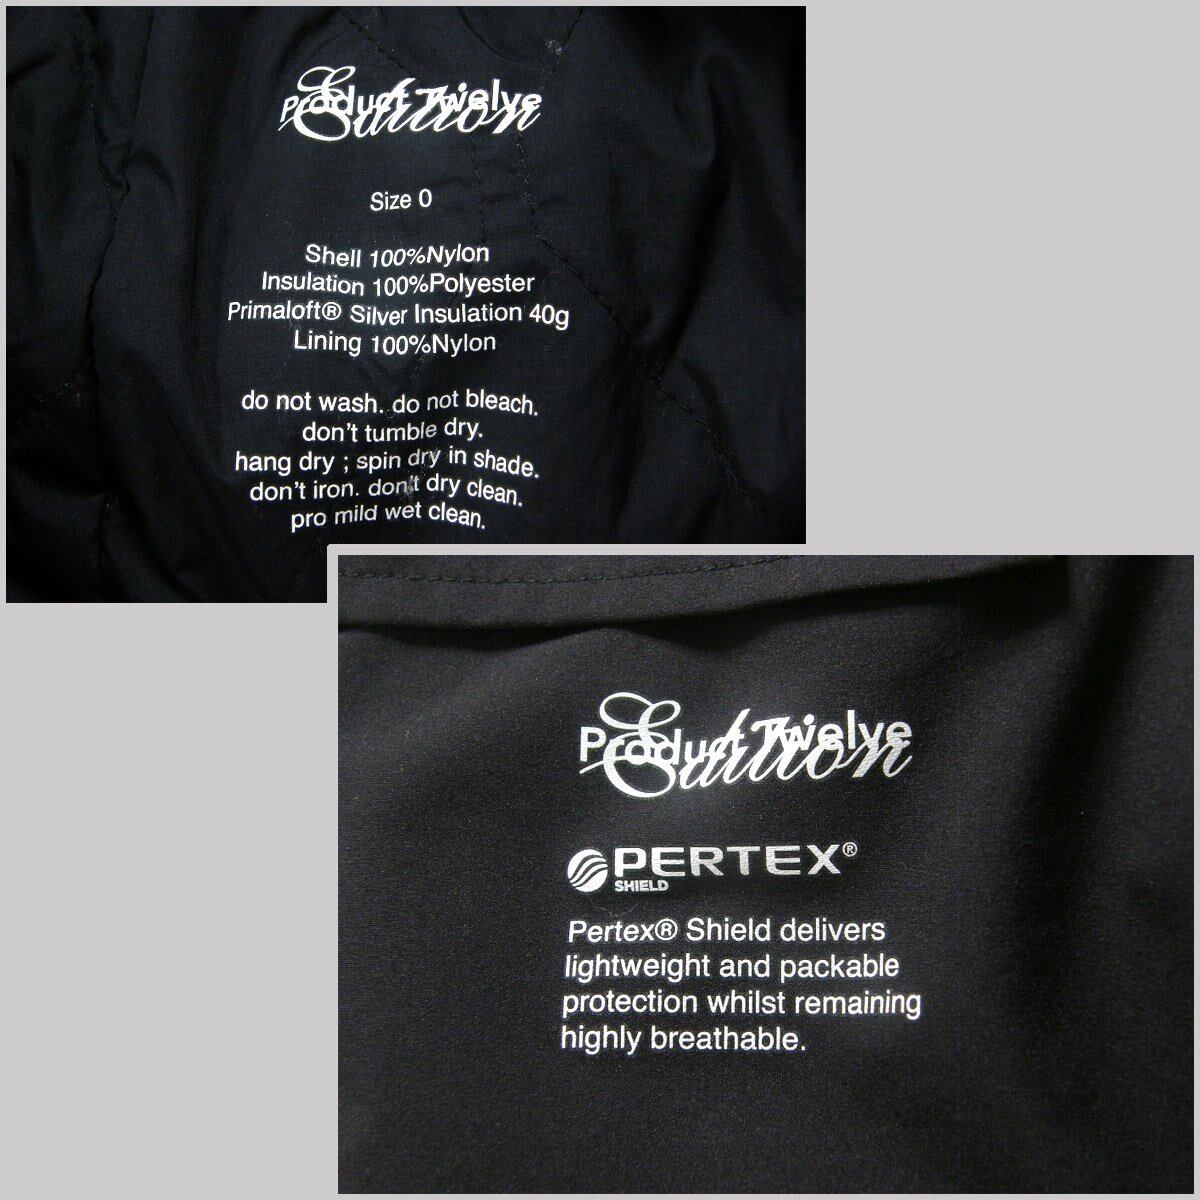 Product Twelve
Edition
Size 0
Shell 100%Nylon
Insulation 100%Polyester
Primaloft® Silver Insulation 40g
Lining 100%Nylon
do not wash. do not bleach.
don't tumble dry.
hang dry ; spin dry in shade.
don't iron. don't dry clean.
pro mild wet clean.
Product Twelve
Edition
PERTEX®
SHIELD
Pertex® Shield delivers
lightweight and packable
protection whilst remaining
highly breathable.